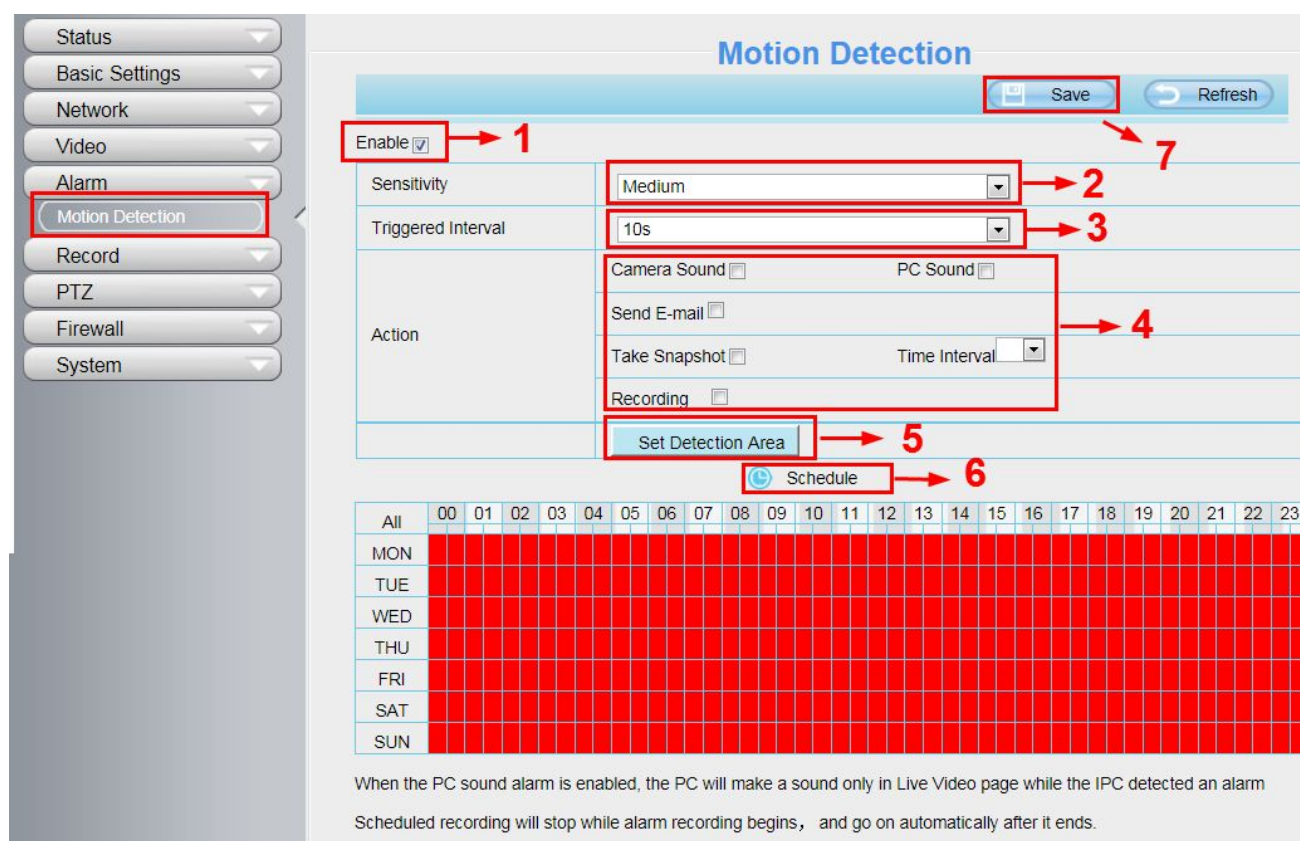 Status
Basic Settings
Network
Video
Alarm
Motion Detection
Record
PTZ
Firewall
System
Motion Detection
Save Refresh
7
Enable 1
Sensitivity Medium 2
Triggered Interval 10s 3
Action
Camera Sound PC Sound
Send E-mail
4
Take Snapshot Time Interval
Recording
Set Detection Area 5
Schedule 6
All 00 01 02 03 04 05 06 07 08 09 10 11 12 13 14 15 16 17 18 19 20 21 22 23
MON
TUE
WED
THU
FRI
SAT
SUN
When the PC sound alarm is enabled, the PC will make a sound only in Live Video page while the IPC detected an alarm
Scheduled recording will stop while alarm recording begins， and go on automatically after it ends.